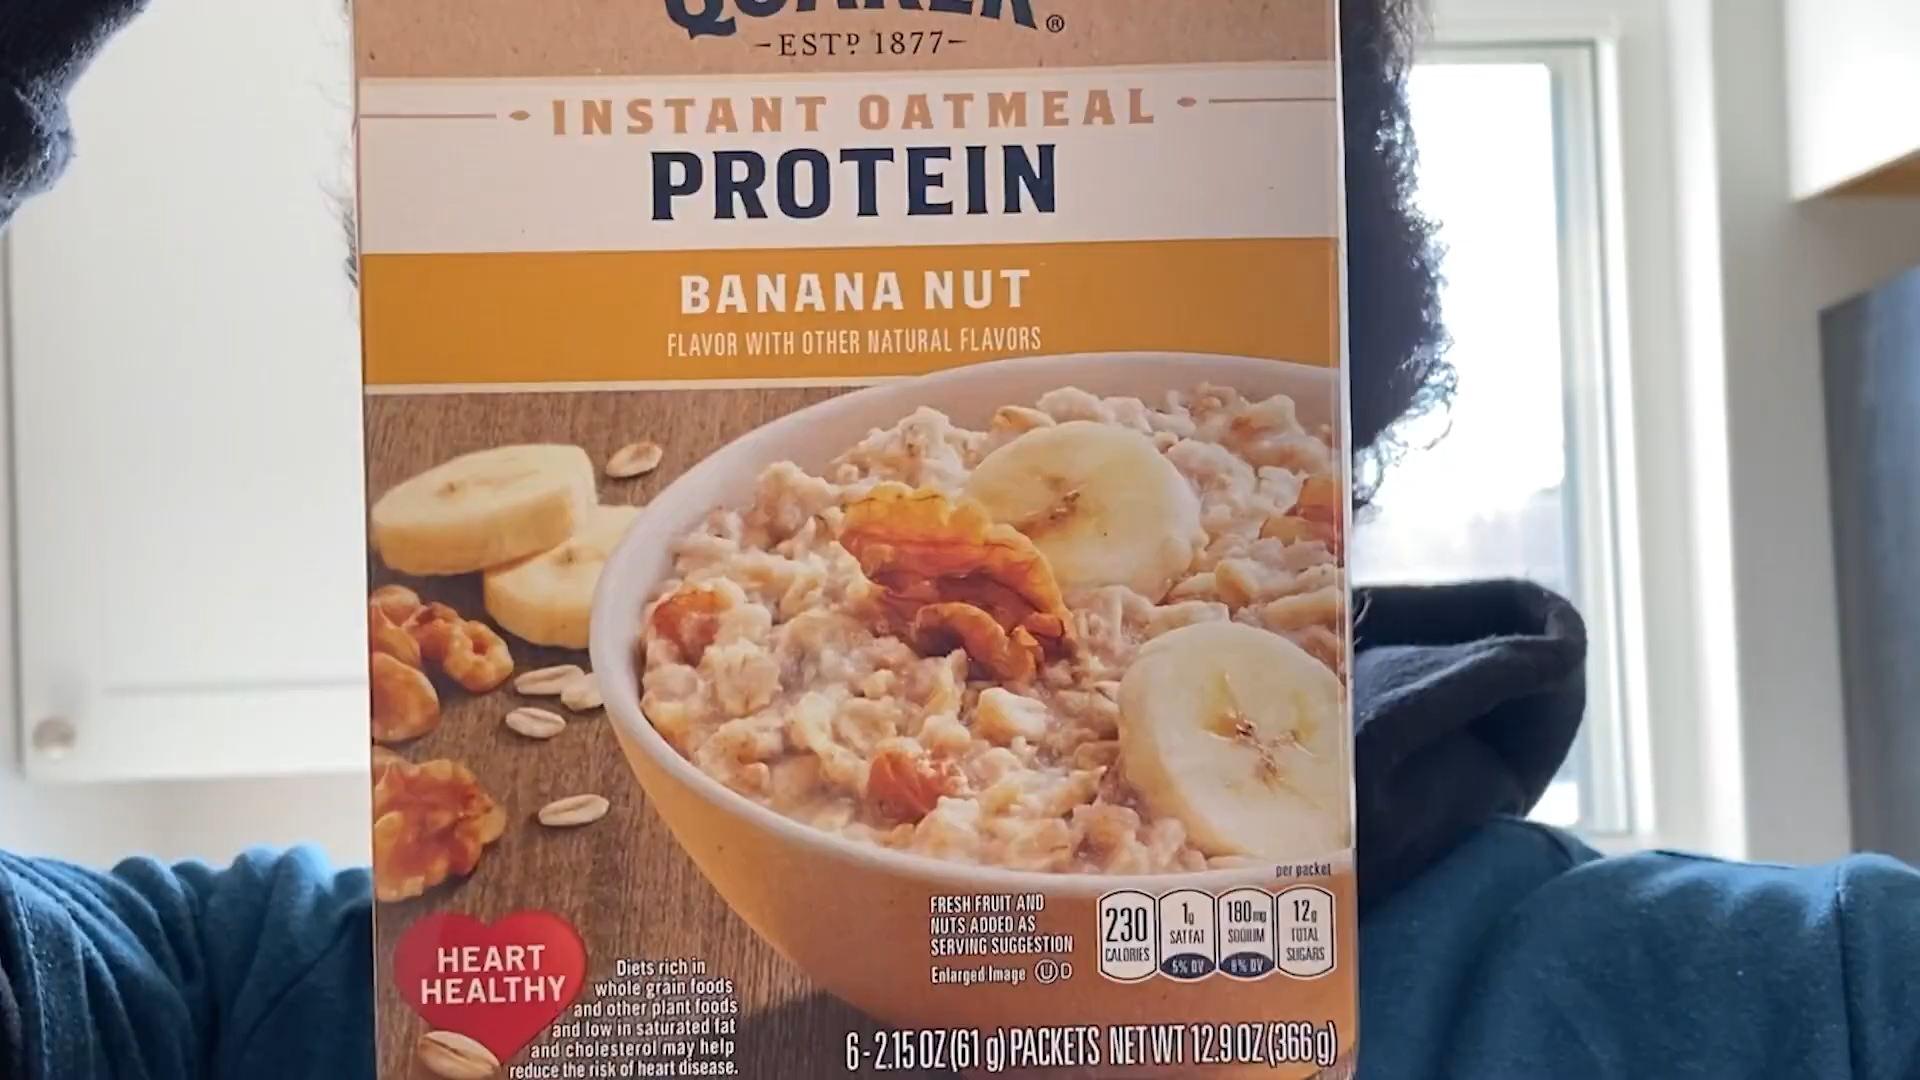 QUAKER®
-ESTD 1877-
INSTANT OATMEAL
PROTEIN
BANANA NUT
FLAVOR WITH OTHER NATURAL FLAVORS
per packet
FRESH FRUIT AND
NUTS ADDED AS
SERVING SUGGESTION
Enlarged Image U D
230
CALORIES
1g
SAT FAT
5% DV
180mg
SODIUM
8% DV
12g
TOTAL
SUGARS
HEART
HEALTHY
Diets rich in
whole grain foods
and other plant foods
and low in saturated fat
and cholesterol may help
reduce the risk of heart disease.
6-2.15 OZ (61 g) PACKETS NET WT 12.9 OZ (366 g)